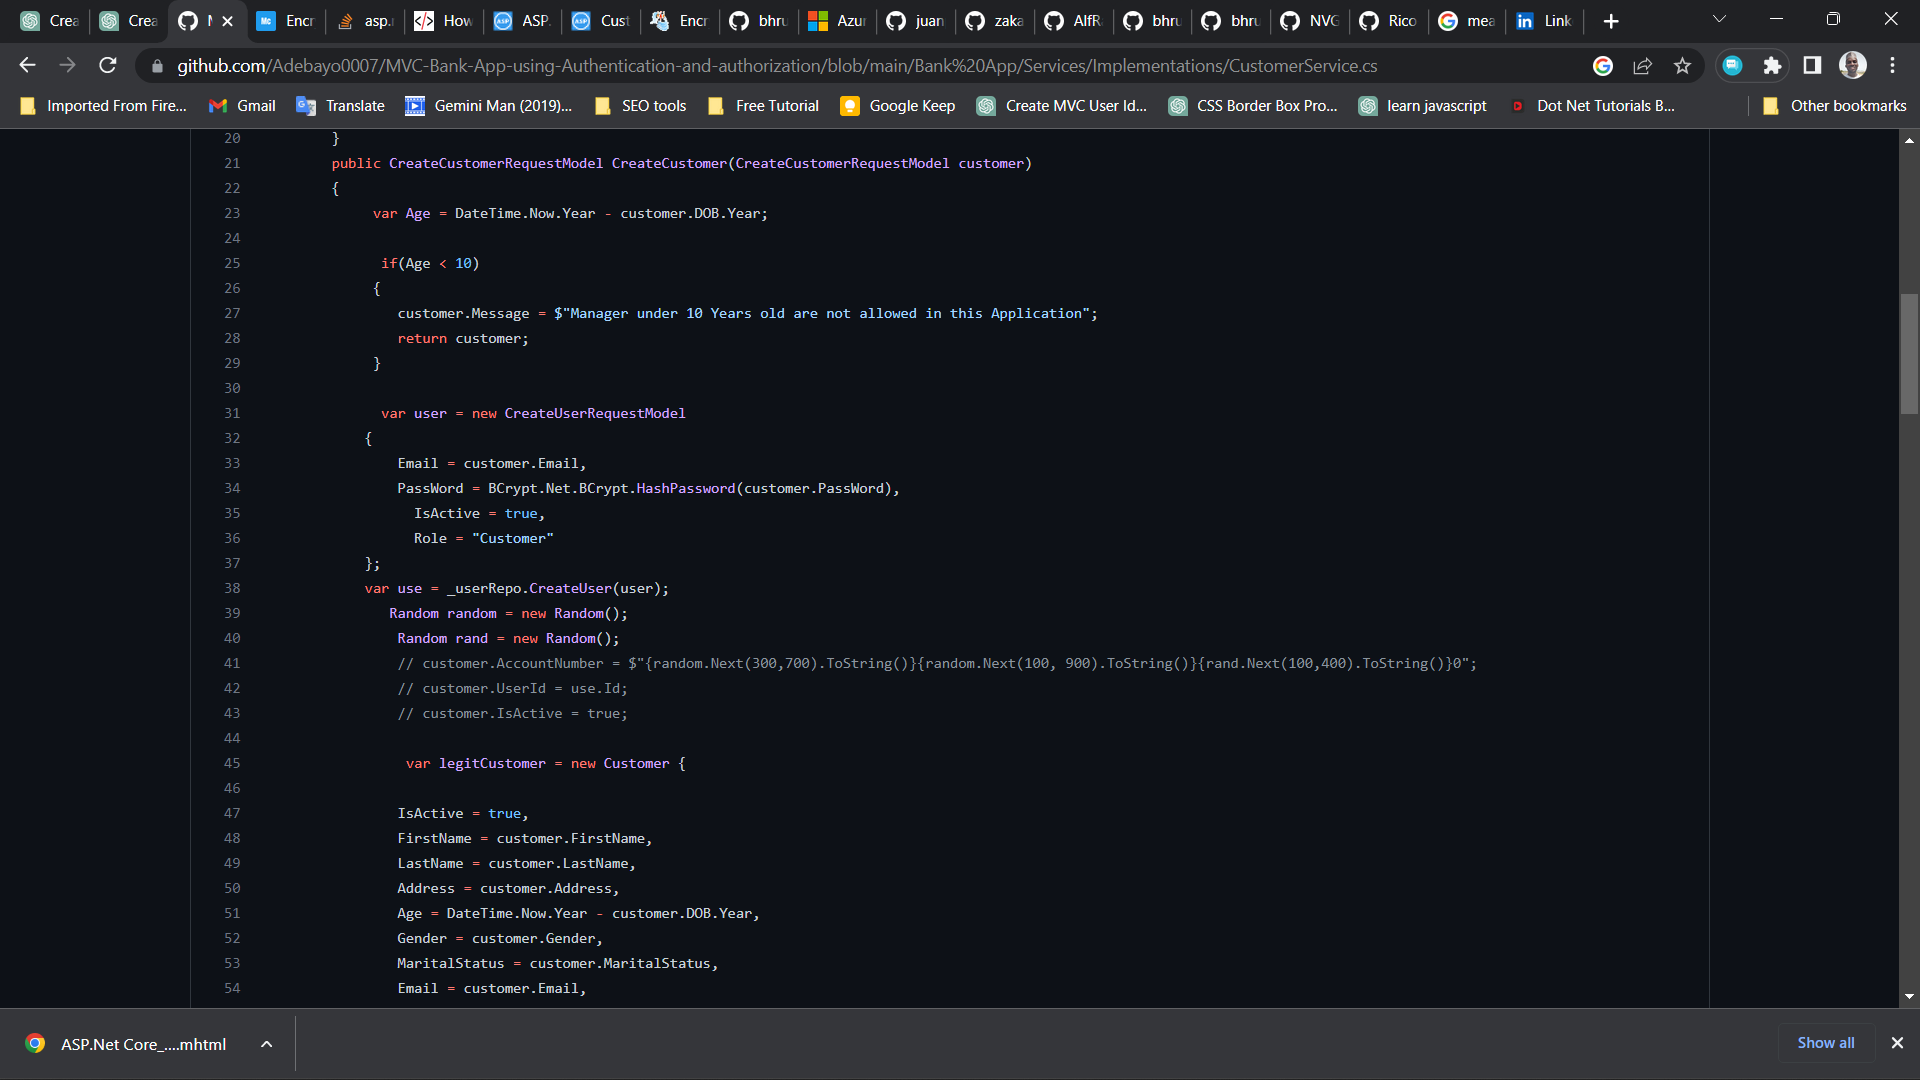 Crea
Crea
Encr
asp.r
How
ASP.
Cust
Encr
bhru
Azur
juan
zaka
AlfR
bhru
bhru
NVG
Rico
mea
Link
github.com/Adebayo0007/MVC-Bank-App-using-Authentication-and-authorization/blob/main/Bank%20App/Services/Implementations/CustomerService.cs
Imported From Fire... Gmail Translate Gemini Man (2019)... SEO tools Free Tutorial Google Keep Create MVC User Id... CSS Border Box Pro... learn javascript Dot Net Tutorials B... Other bookmarks
20 }
21 public CreateCustomerRequestModel CreateCustomer(CreateCustomerRequestModel customer)
22 {
23 var Age = DateTime.Now.Year - customer.DOB.Year;
24
25 if(Age < 10)
26 {
27 customer.Message = $"Manager under 10 Years old are not allowed in this Application";
28 return customer;
29 }
30
31 var user = new CreateUserRequestModel
32 {
33 Email = customer.Email,
34 PassWord = BCrypt.Net.BCrypt.HashPassword(customer.PassWord),
35 IsActive = true,
36 Role = "Customer"
37 };
38 var use = _userRepo.CreateUser(user);
39 Random random = new Random();
40 Random rand = new Random();
41 // customer.AccountNumber = $"{random.Next(300,700).ToString()}{random.Next(100, 900).ToString()}{rand.Next(100,400).ToString()}0";
42 // customer.UserId = use.Id;
43 // customer.IsActive = true;
44
45 var legitCustomer = new Customer {
46
47 IsActive = true,
48 FirstName = customer.FirstName,
49 LastName = customer.LastName,
50 Address = customer.Address,
51 Age = DateTime.Now.Year - customer.DOB.Year,
52 Gender = customer.Gender,
53 MaritalStatus = customer.MaritalStatus,
54 Email = customer.Email,
ASP.Net Core_....mhtml
Show all